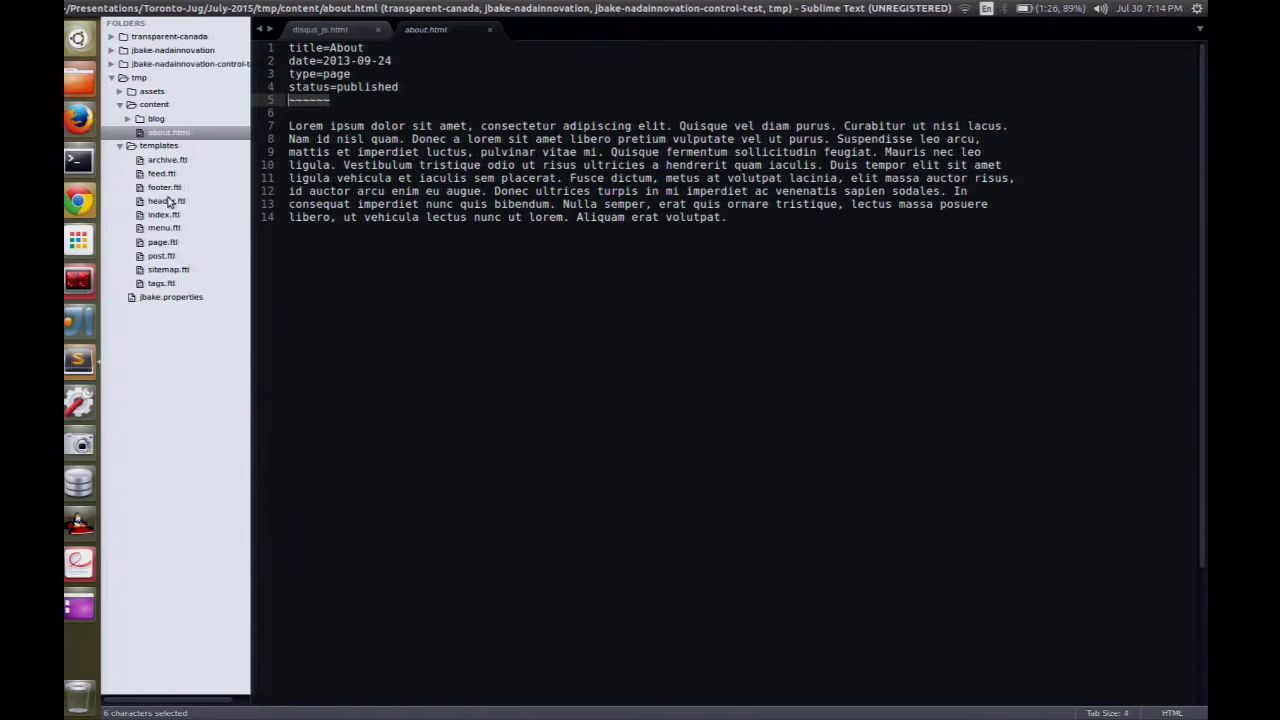 -/Presentations/Toronto-Jug/July-2015/tmp/content/about.html (transparent-canada, jbake-nadainnovation, jbake-nadainnovation-control-test, tmp) - Sublime Text (UNREGISTERED)
En
(1:26, 89%)
Jul 30 7:14 PM
FOLDERS
transparent-canada
jbake-nadainnovation
jbake-nadainnovation-control-t
tmp
assets
content
blog
about.html
templates
archive.ftl
feed.ftl
footer.ftl
header.ftl
index.ftl
menu.ftl
page.ftl
post.ftl
sitemap.ftl
tags.ftl
jbake.properties
disqus_js.html ×
about.html ×
1 title=About
2 date=2013-09-24
3 type=page
4 status=published
5 ~~~~~~
6
7 Lorem ipsum dolor sit amet, consectetur adipiscing elit. Quisque vel diam purus. Curabitur ut nisi lacus.
8 Nam id nisl quam. Donec a lorem sit amet libero pretium vulputate vel ut purus. Suspendisse leo arcu,
9 mattis et imperdiet luctus, pulvinar vitae mi. Quisque fermentum sollicitudin feugiat. Mauris nec leo
10 ligula. Vestibulum tristique odio ut risus ultricies a hendrerit quam iaculis. Duis tempor elit sit amet
11 ligula vehicula et iaculis sem placerat. Fusce dictum, metus at volutpat lacinia, elit massa auctor risus,
12 id auctor arcu enim eu augue. Donec ultrices turpis in mi imperdiet ac venenatis sapien sodales. In
13 consequat imperdiet nunc quis bibendum. Nulla semper, erat quis ornare tristique, lectus massa posuere
14 libero, ut vehicula lectus nunc ut lorem. Aliquam erat volutpat.
6 characters selected
Tab Size: 4
HTML